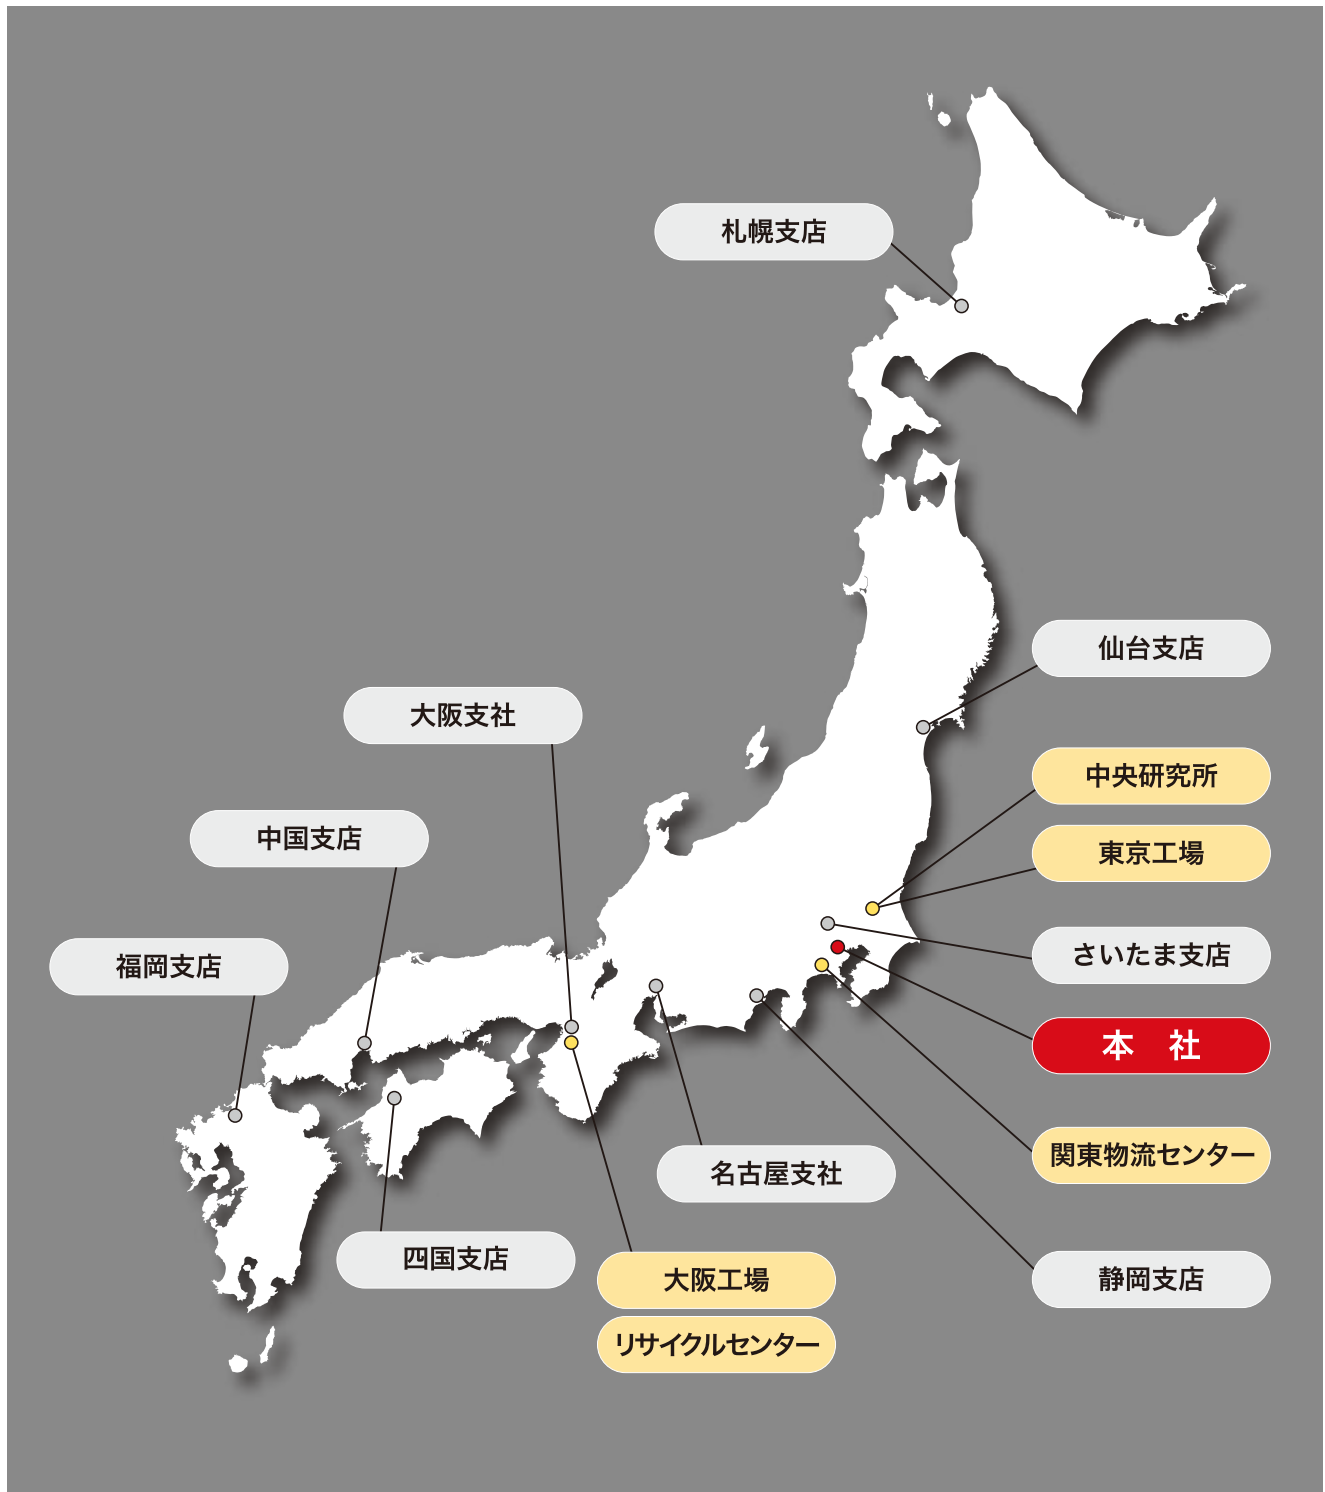 札幌支店
仙台支店
大阪支社
中央研究所
中国支店
東京工場
さいたま支店
福岡支店
本　社
関東物流センター
名古屋支社
四国支店
大阪工場
静岡支店
リサイクルセンター